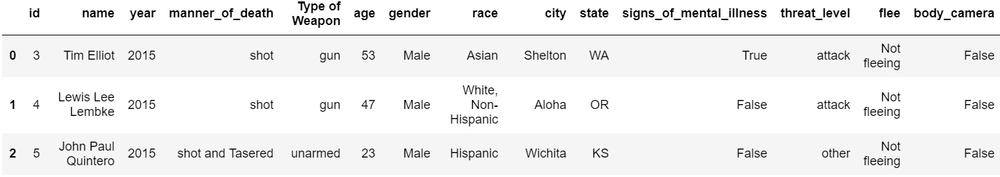 id name year manner_of_death Type of Weapon age gender race city state signs_of_mental_illness threat_level flee body_camera
0 3 Tim Elliot 2015 shot gun 53 Male Asian Shelton WA True attack Not fleeing False
1 4 Lewis Lee Lembke 2015 shot gun 47 Male White, Non-Hispanic Aloha OR False attack Not fleeing False
2 5 John Paul Quintero 2015 shot and Tasered unarmed 23 Male Hispanic Wichita KS False other Not fleeing False